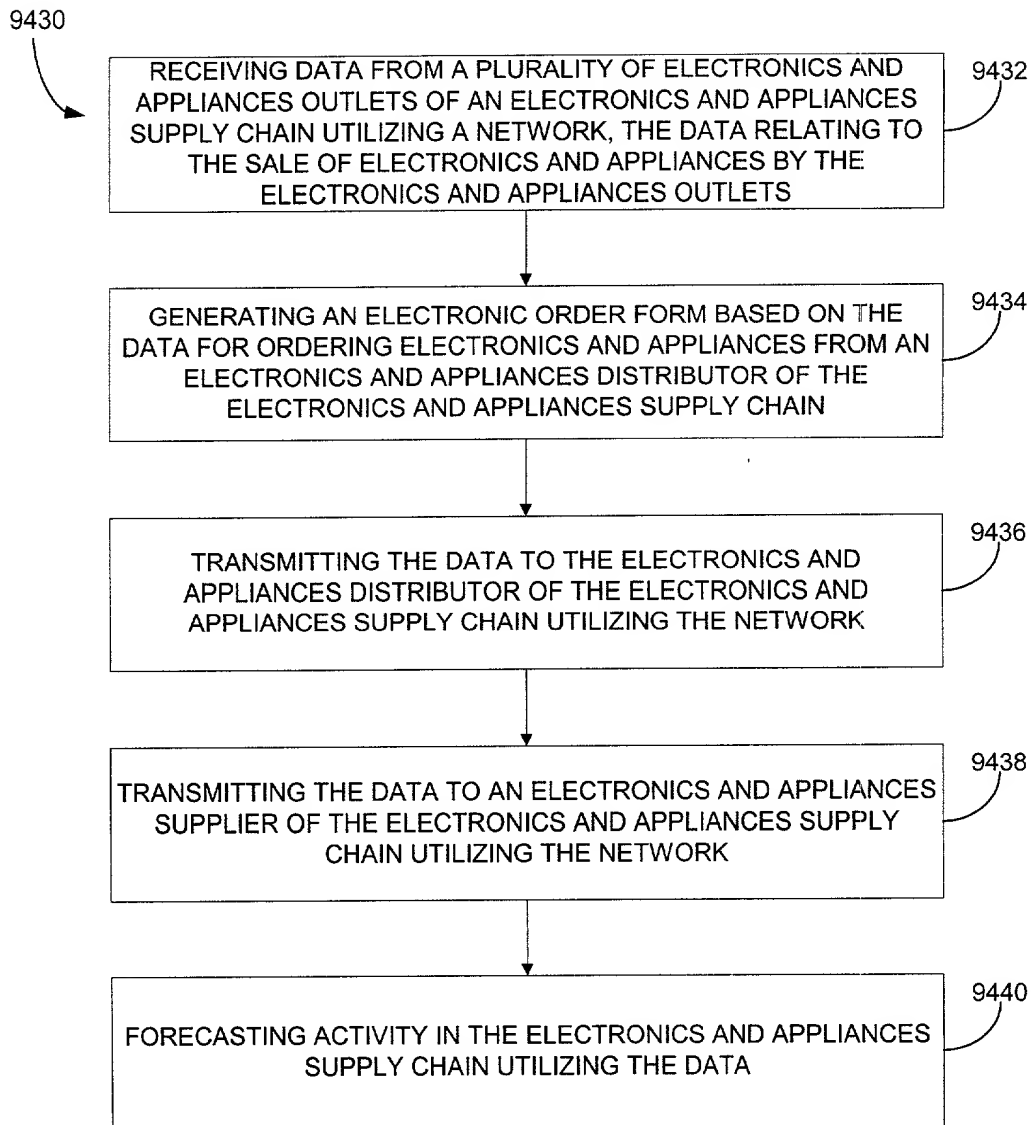 9430
RECEIVING DATA FROM A PLURALITY OF ELECTRONICS AND
APPLIANCES OUTLETS OF AN ELECTRONICS AND APPLIANCES
SUPPLY CHAIN UTILIZING A NETWORK, THE DATA RELATING TO
THE SALE OF ELECTRONICS AND APPLIANCES BY THE
ELECTRONICS AND APPLIANCES OUTLETS
9432
GENERATING AN ELECTRONIC ORDER FORM BASED ON THE
DATA FOR ORDERING ELECTRONICS AND APPLIANCES FROM AN
ELECTRONICS AND APPLIANCES DISTRIBUTOR OF THE
ELECTRONICS AND APPLIANCES SUPPLY CHAIN
9434
TRANSMITTING THE DATA TO THE ELECTRONICS AND
APPLIANCES DISTRIBUTOR OF THE ELECTRONICS AND
APPLIANCES SUPPLY CHAIN UTILIZING THE NETWORK
9436
TRANSMITTING THE DATA TO AN ELECTRONICS AND APPLIANCES
SUPPLIER OF THE ELECTRONICS AND APPLIANCES SUPPLY
CHAIN UTILIZING THE NETWORK
9438
FORECASTING ACTIVITY IN THE ELECTRONICS AND APPLIANCES
SUPPLY CHAIN UTILIZING THE DATA
9440